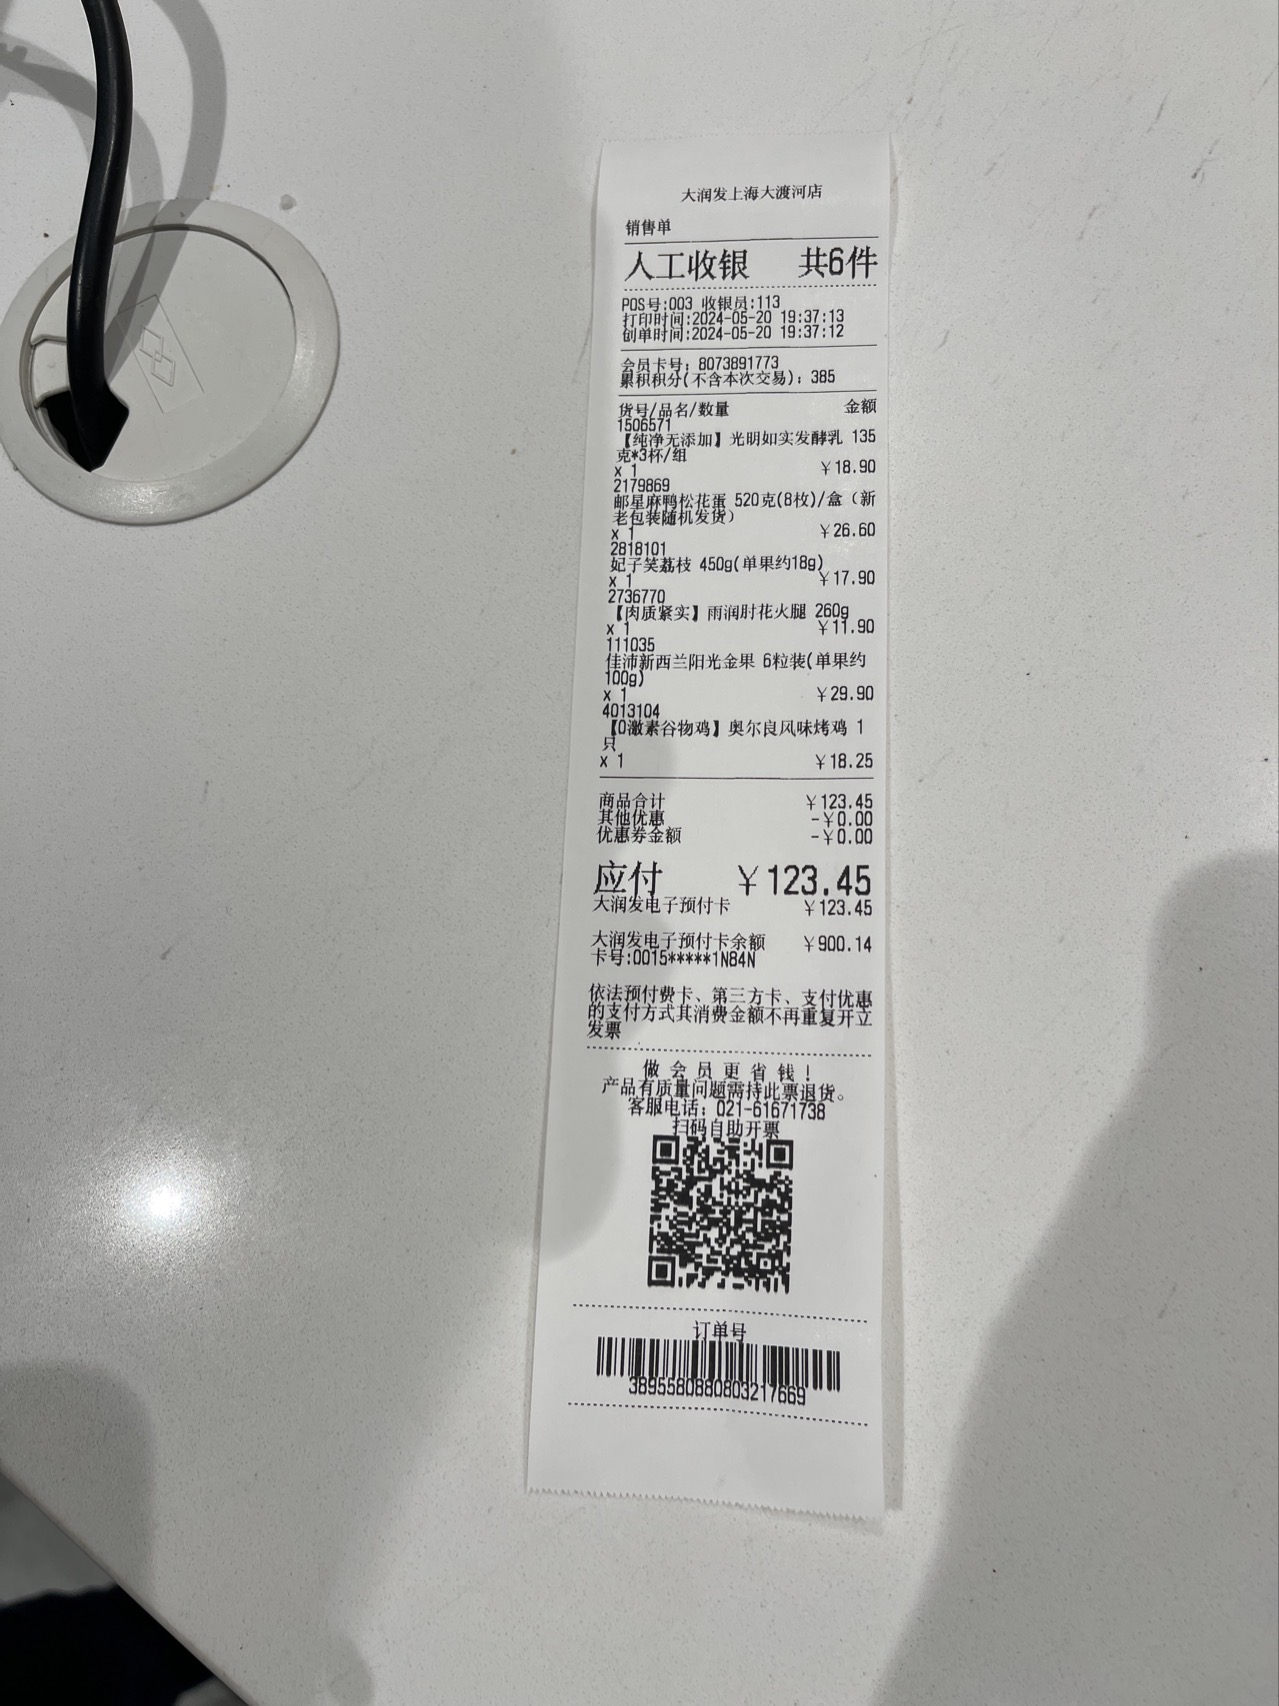 大润发上海大渡河店
销售单
人工收银 共6件
POS号:003 收银员:113
打印时间:2024-05-20 19:37:13
创单时间:2024-05-20 19:37:12
会员卡号: 8073891773
累积积分(不含本次交易): 385
货号/品名/数量 金额
1506571
【纯净无添加】光明如实发酵乳 135
克*3杯/组
x 1 ￥18.90
2179869
邮星麻鸭松花蛋 520克(8枚)/盒（新
老包装随机发货）
x 1 ￥26.60
2818101
妃子笑荔枝 450g(单果约18g)
x 1 ￥17.90
2736770
【肉质紧实】雨润肘花火腿 260g
x 1 ￥11.90
111035
佳沛新西兰阳光金果 6粒装(单果约
100g)
x 1 ￥29.90
4013104
【0激素谷物鸡】奥尔良风味烤鸡 1
只
x 1 ￥18.25
商品合计 ￥123.45
其他优惠 -￥0.00
优惠券金额 -￥0.00
应付 ￥123.45
大润发电子预付卡 ￥123.45
大润发电子预付卡余额 ￥900.14
卡号:0015*****1N84N
依法预付费卡、第三方卡、支付优惠
的支付方式其消费金额不再重复开立
发票
做会员更省钱！
产品有质量问题需持此票退货。
客服电话: 021-61671738
扫码自助开票
订单号
3895580880803217669